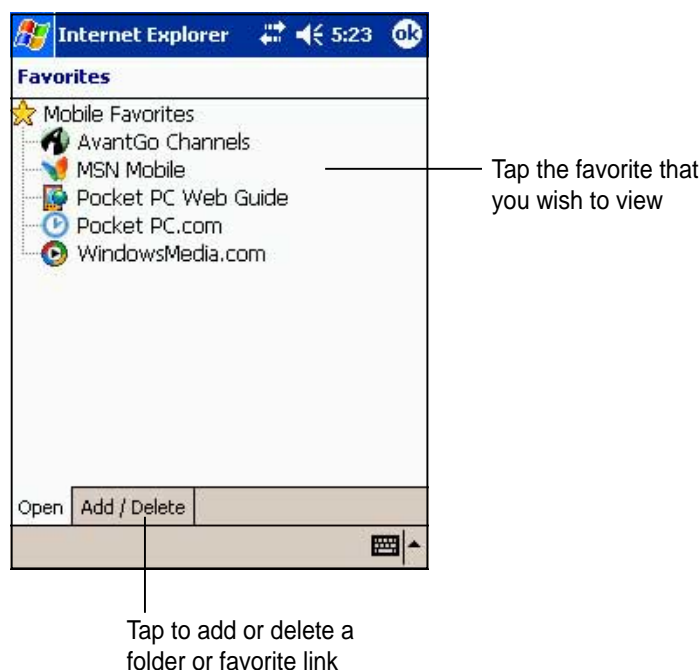 Internet Explorer 5:23 ok
Favorites
Mobile Favorites
AvantGo Channels
MSN Mobile
Pocket PC Web Guide
Pocket PC.com
WindowsMedia.com
Tap the favorite that
you wish to view
Open Add / Delete
Tap to add or delete a
folder or favorite link